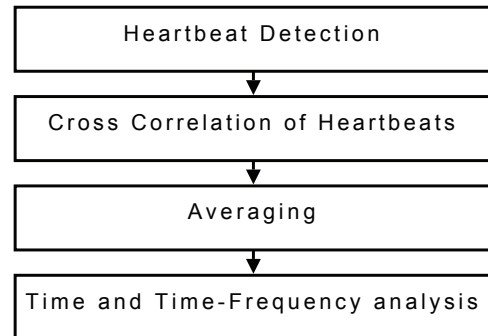 Heartbeat Detection
Cross Correlation of Heartbeats
Averaging
Time and Time-Frequency analysis